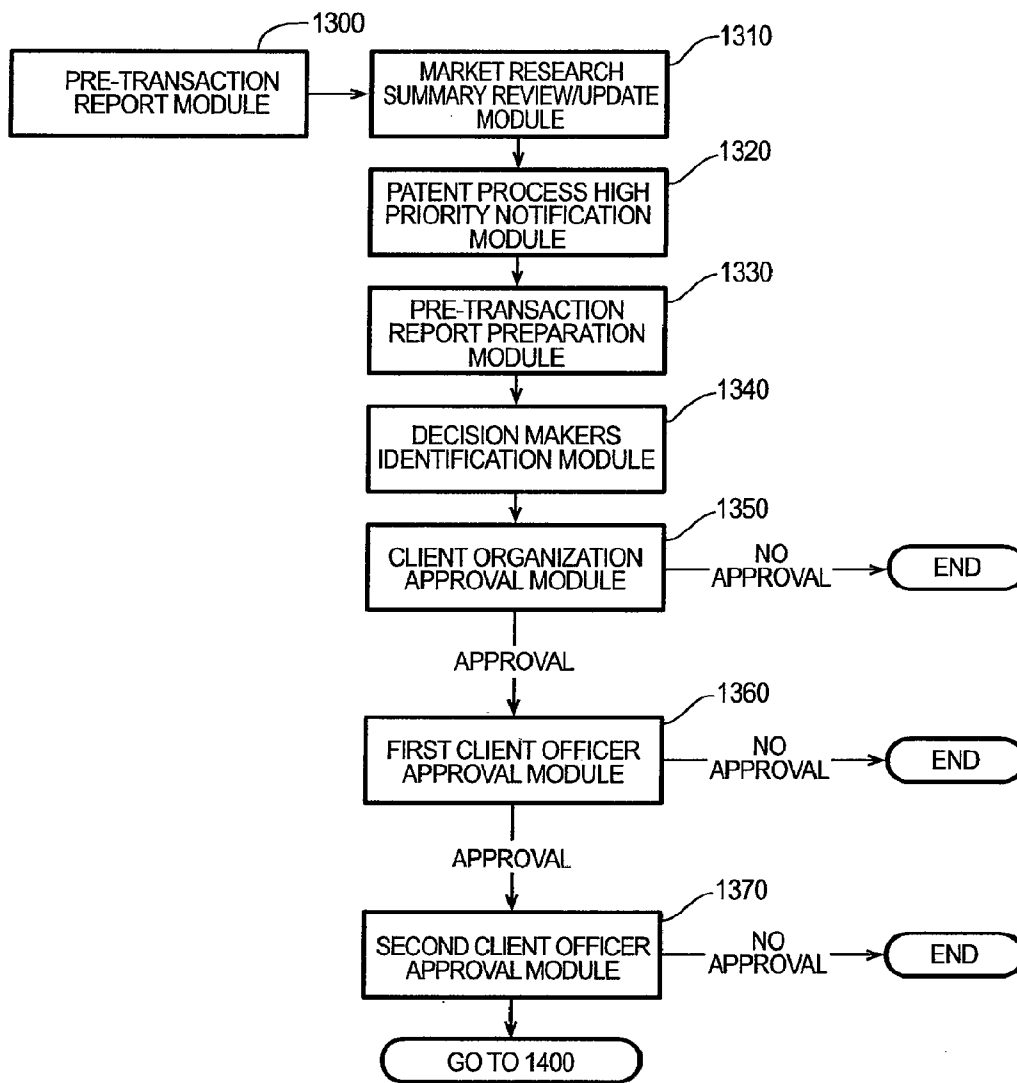 1300
PRE-TRANSACTION
REPORT MODULE
1310
MARKET RESEARCH
SUMMARY REVIEW/UPDATE
MODULE
1320
PATENT PROCESS HIGH
PRIORITY NOTIFICATION
MODULE
1330
PRE-TRANSACTION
REPORT PREPARATION
MODULE
1340
DECISION MAKERS
IDENTIFICATION MODULE
1350
CLIENT ORGANIZATION
APPROVAL MODULE
NO
APPROVAL
END
APPROVAL
1360
FIRST CLIENT OFFICER
APPROVAL MODULE
NO
APPROVAL
END
APPROVAL
1370
SECOND CLIENT OFFICER
APPROVAL MODULE
NO
APPROVAL
END
GO TO 1400